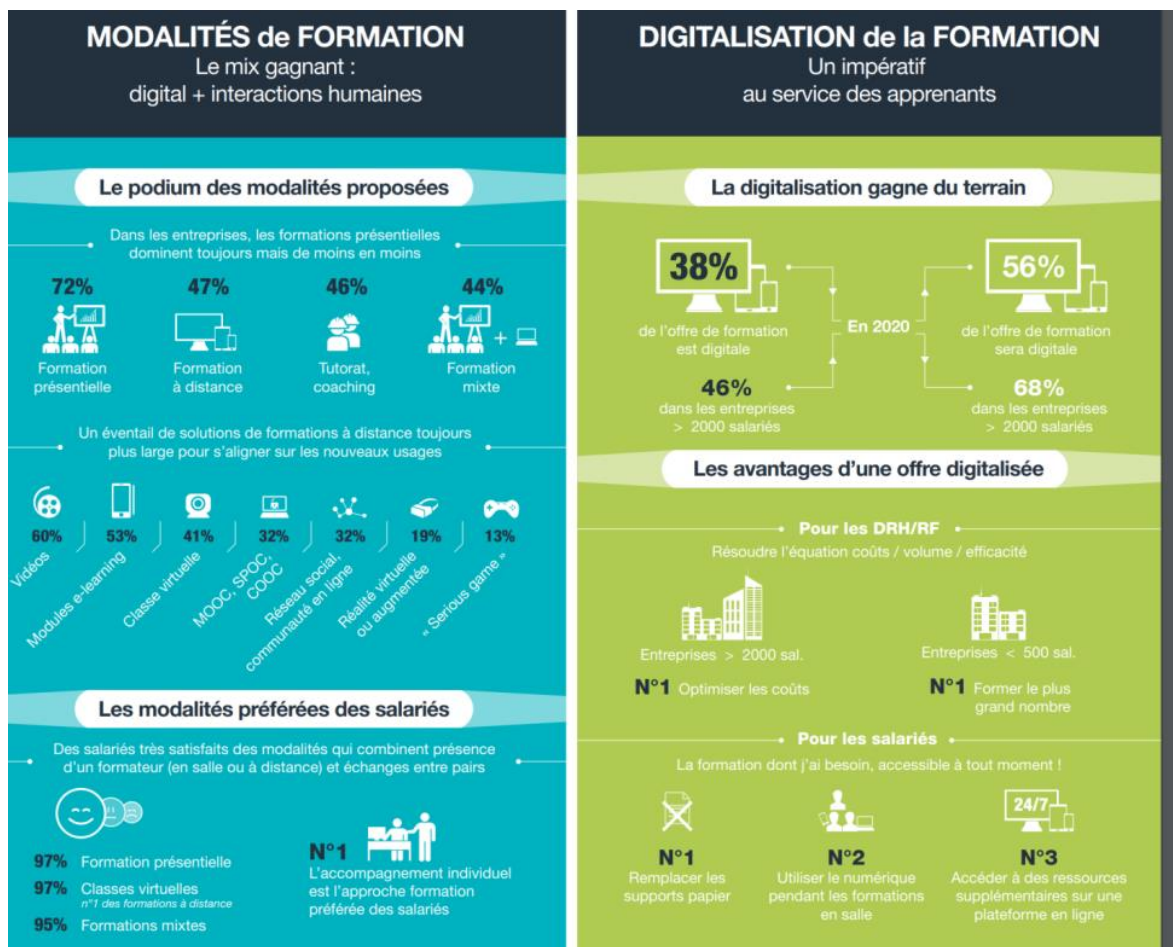 MODALITÉS de FORMATION
Le mix gagnant :
digital + interactions humaines
Le podium des modalités proposées
Dans les entreprises, les formations présentielles
dominent toujours mais de moins en moins
72%
Formation
présentielle
47%
Formation
à distance
46%
Tutorat,
coaching
44%
+
Formation
mixte
Un éventail de solutions de formations à distance toujours
plus large pour s'aligner sur les nouveaux usages
60%
Vidéos
53%
Modules e-learning
41%
Classe virtuelle
32%
MOOC, SPOC,
COOC
32%
Réseau social,
communauté en ligne
19%
Réalité virtuelle
ou augmentée
13%
« Serious game »
Les modalités préférées des salariés
Des salariés très satisfaits des modalités qui combinent présence
d'un formateur (en salle ou à distance) et échanges entre pairs
97% Formation présentielle
97% Classes virtuelles
n°1 des formations à distance
95% Formations mixtes
N°1
L'accompagnement individuel
est l'approche formation
préférée des salariés
DIGITALISATION de la FORMATION
Un impératif
au service des apprenants
La digitalisation gagne du terrain
38%
de l'offre de formation
est digitale
46%
dans les entreprises
> 2000 salariés
En 2020
56%
de l'offre de formation
sera digitale
68%
dans les entreprises
> 2000 salariés
Les avantages d'une offre digitalisée
Pour les DRH/RF
Résoudre l'équation coûts / volume / efficacité
Entreprises > 2000 sal.
N°1 Optimiser les coûts
Entreprises < 500 sal.
N°1 Former le plus
grand nombre
Pour les salariés
La formation dont j'ai besoin, accessible à tout moment !
N°1
Remplacer les
supports papier
N°2
Utiliser le numérique
pendant les formations
en salle
24/7
N°3
Accéder à des ressources
supplémentaires sur une
plateforme en ligne